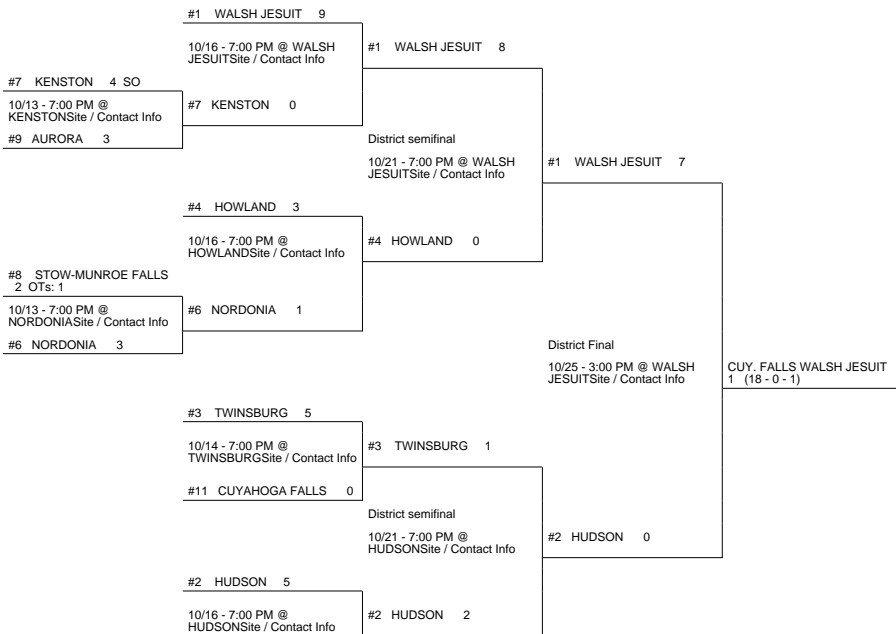 #1 WALSH JESUIT 9
10/16 - 7:00 PM @ WALSH
JESUITSite / Contact Info
#1 WALSH JESUIT 8
#7 KENSTON 4 SO
10/13 - 7:00 PM @
KENSTONSite / Contact Info
#7 KENSTON 0
#9 AURORA 3
District semifinal
10/21 - 7:00 PM @ WALSH
JESUITSite / Contact Info
#1 WALSH JESUIT 7
#4 HOWLAND 3
10/16 - 7:00 PM @
HOWLANDSite / Contact Info
#4 HOWLAND 0
#8 STOW-MUNROE FALLS
2 OTs: 1
10/13 - 7:00 PM @
NORDONIASite / Contact Info
#6 NORDONIA 1
#6 NORDONIA 3
District Final
10/25 - 3:00 PM @ WALSH
JESUITSite / Contact Info
CUY. FALLS WALSH JESUIT
1 (18 - 0 - 1)
#3 TWINSBURG 5
10/14 - 7:00 PM @
TWINSBURGSite / Contact Info
#3 TWINSBURG 1
#11 CUYAHOGA FALLS 0
District semifinal
10/21 - 7:00 PM @
HUDSONSite / Contact Info
#2 HUDSON 0
#2 HUDSON 5
10/16 - 7:00 PM @
HUDSONSite / Contact Info
#2 HUDSON 2